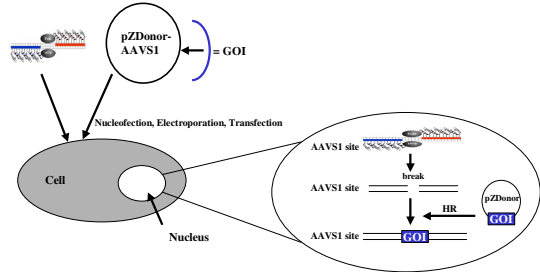 pZDonor-
AAVS1
= GOI
Nucleofection, Electroporation, Transfection
Cell
Nucleus
AAVS1 site
break
AAVS1 site
HR
pZDonor
GOI
AAVS1 site
GOI